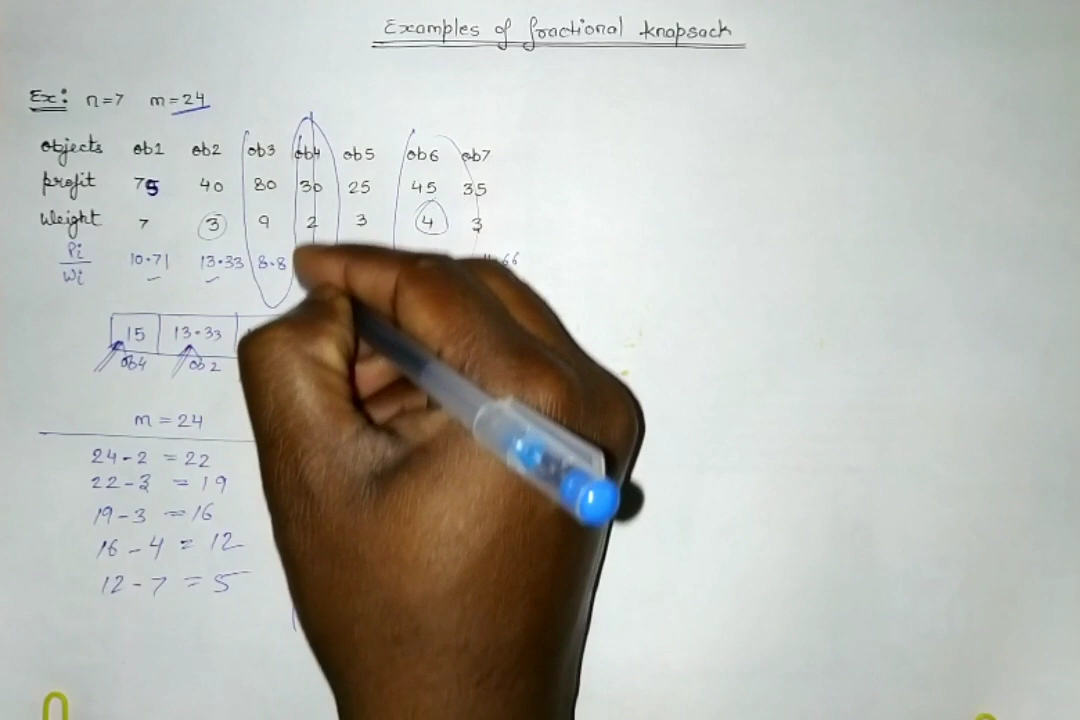 Examples of fractional knapsack
Ex: n=7 m=24
objects ob1 ob2 ob3 ob4 ob5 ob6 ob7
profit 75 40 80 30 25 45 35
Weight 7 3 9 2 3 4 3
Pi/Wi 10.71 13.33 8.8 .66
15 13.33
ob4 ob2
m = 24
24-2 = 22
22-3 = 19
19-3 = 16
16-4 = 12
12-7 = 5